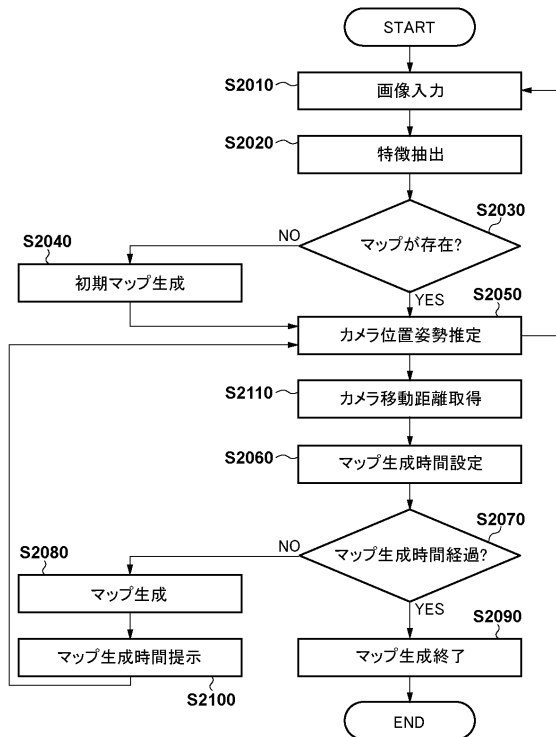 START
S2010
画像入力
S2020
特徴抽出
S2030
マップが存在?
NO
YES
S2040
初期マップ生成
S2050
カメラ位置姿勢推定
S2110
カメラ移動距離取得
S2060
マップ生成時間設定
S2070
マップ生成時間経過?
NO
YES
S2080
マップ生成
マップ生成時間提示
S2100
S2090
マップ生成終了
END